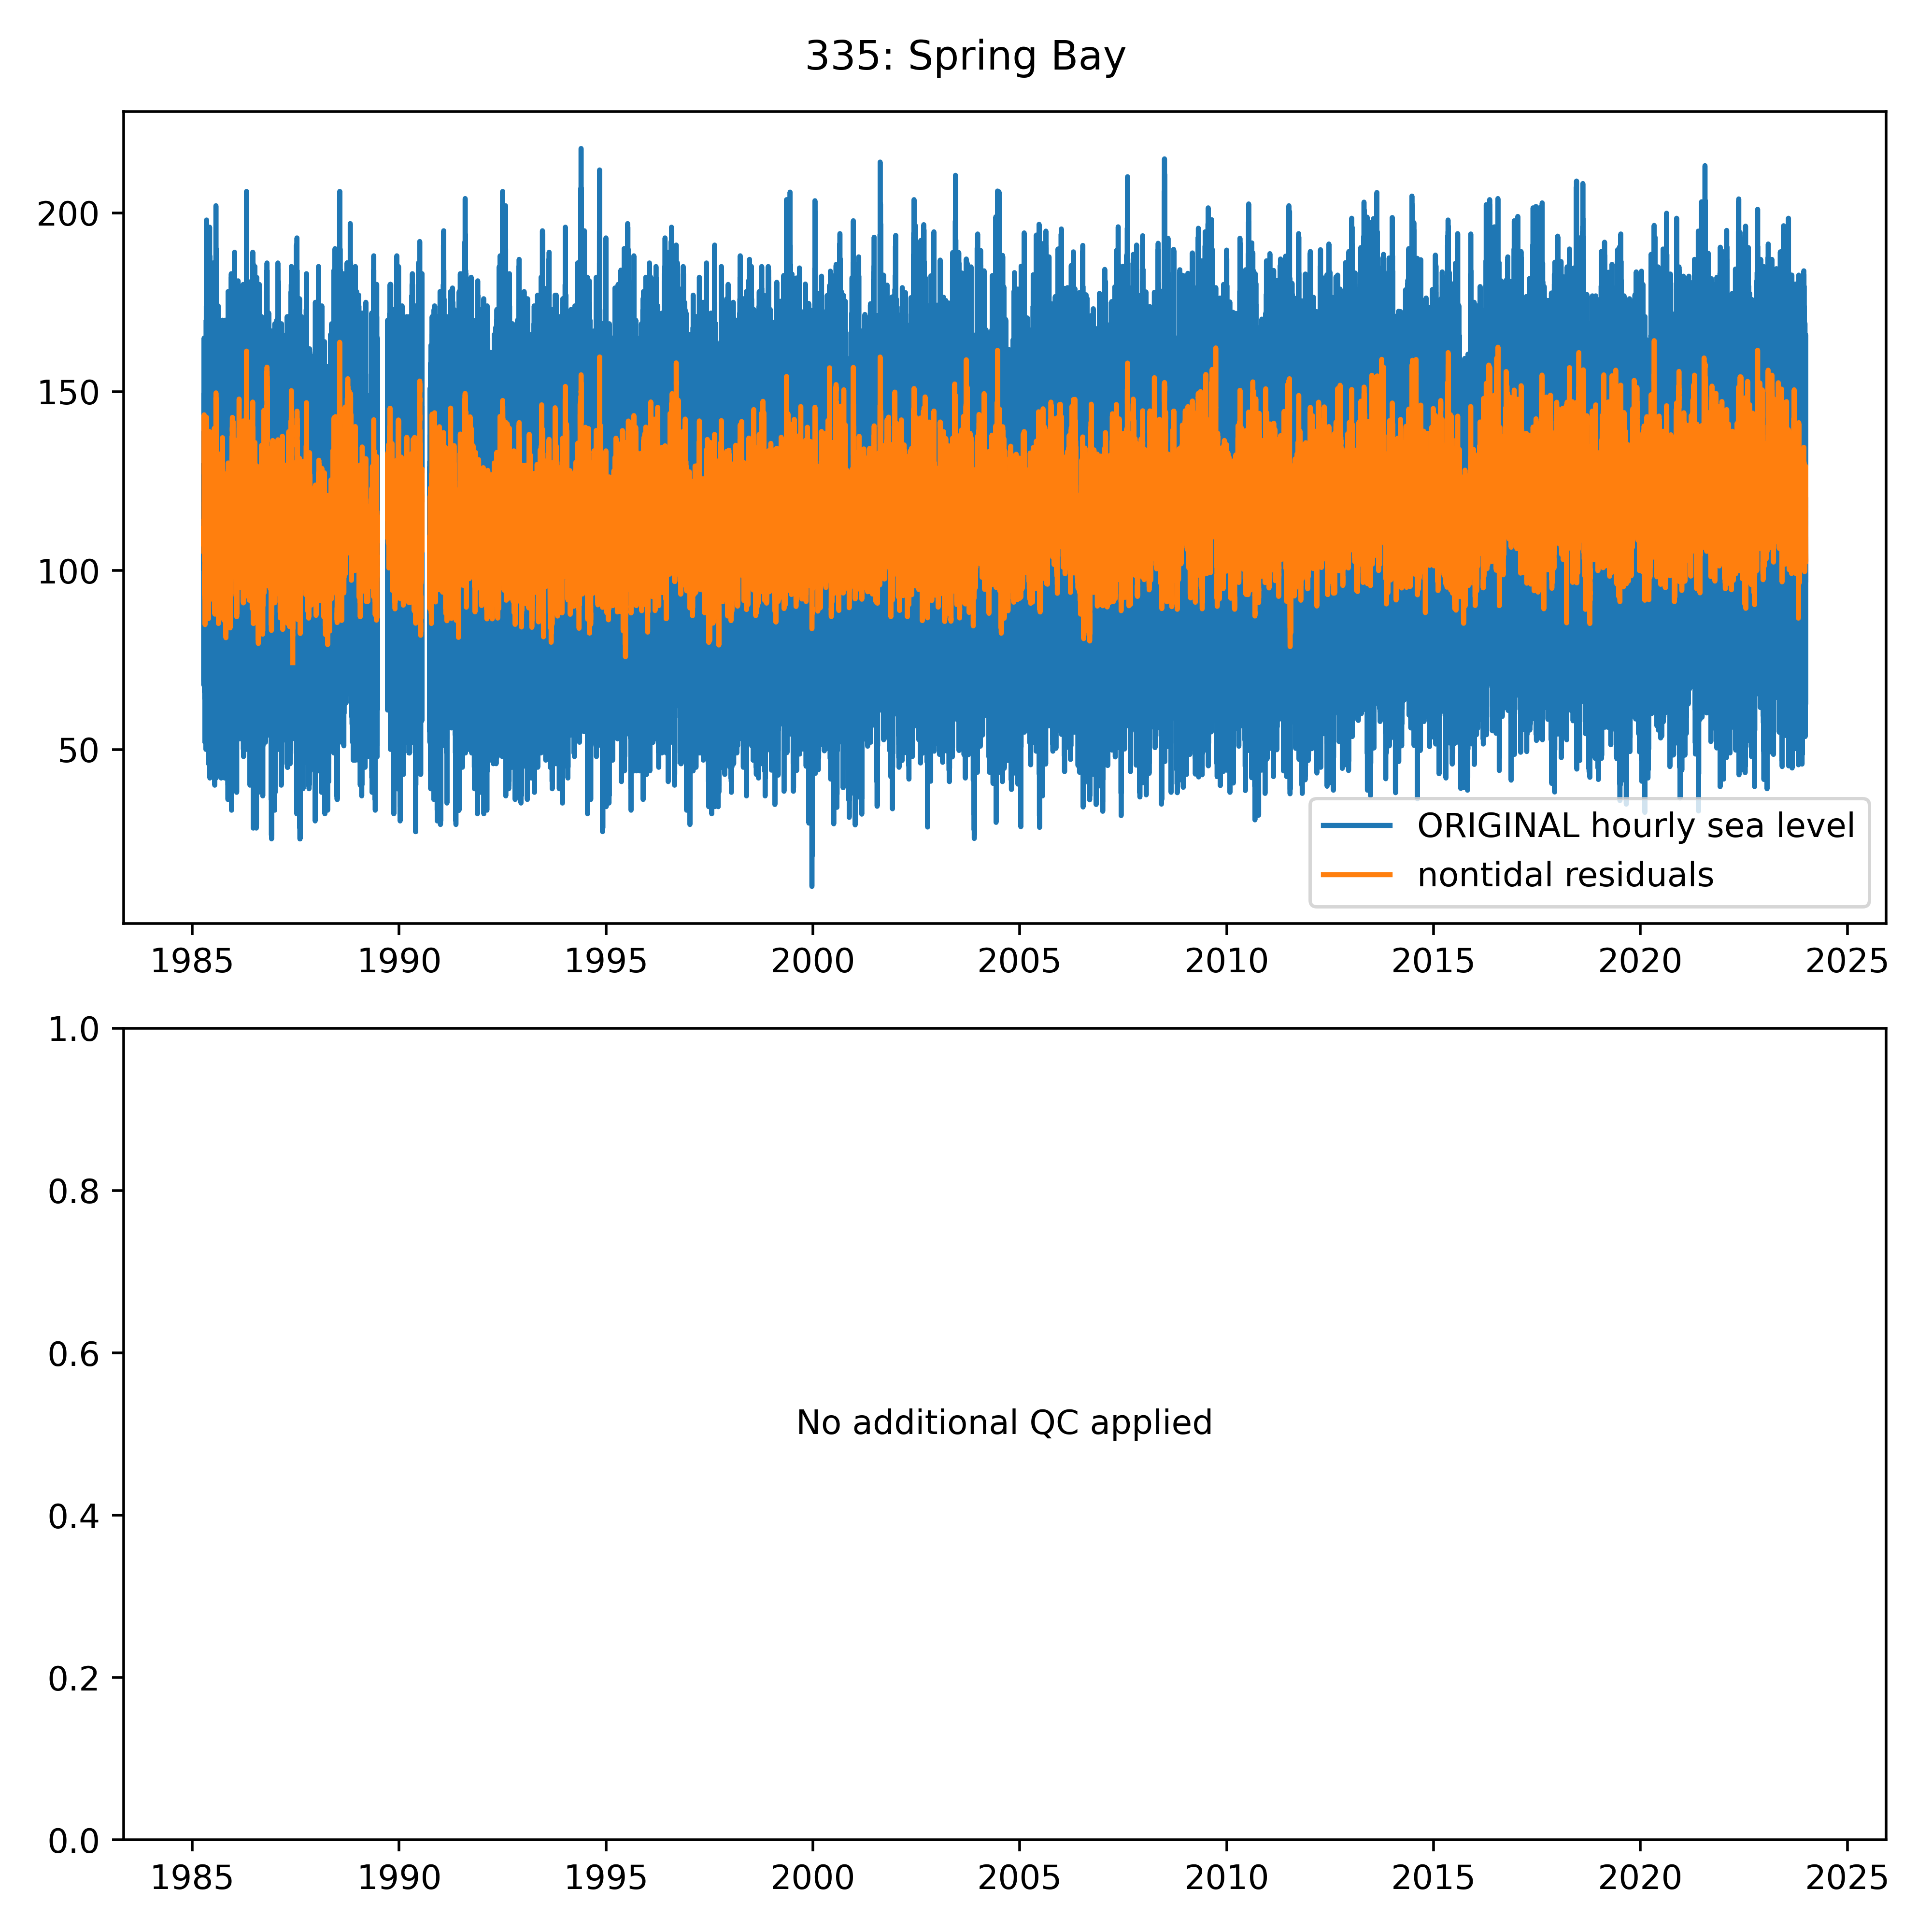 335: Spring Bay
200
150
100
50
ORIGINAL hourly sea level
nontidal residuals
1985 1990 1995 2000 2005 2010 2015 2020 2025
1.0
0.8
0.6
No additional QC applied
0.4
0.2
0.0
1985 1990 1995 2000 2005 2010 2015 2020 2025